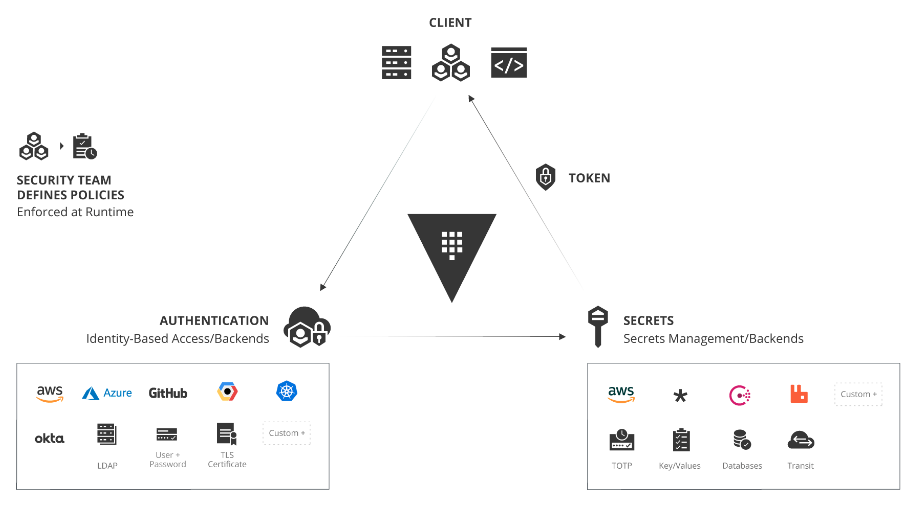 CLIENT
</>
TOKEN
SECURITY TEAM
DEFINES POLICIES
Enforced at Runtime
AUTHENTICATION
Identity-Based Access/Backends
SECRETS
Secrets Management/Backends
aws
Azure
GitHub
okta
LDAP
User +
Password
TLS
Certificate
Custom +
aws
*
Custom +
TOTP
Key/Values
Databases
Transit